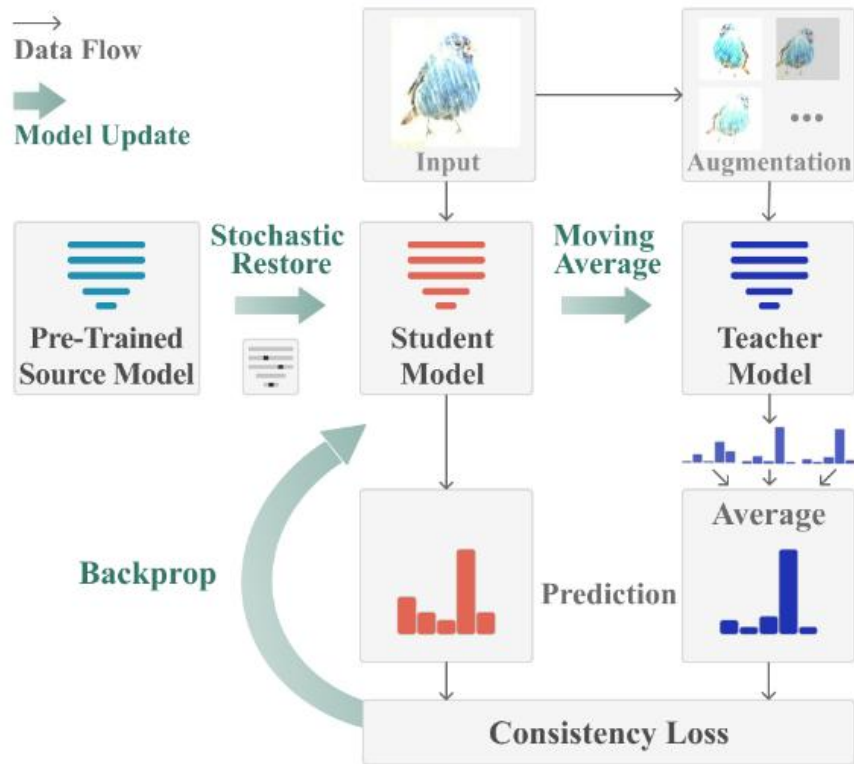 Data Flow
Model Update
Input
Augmentation
Stochastic
Restore
Moving
Average
Pre-Trained
Source Model
Student
Model
Teacher
Model
Average
Backprop
Prediction
Consistency Loss